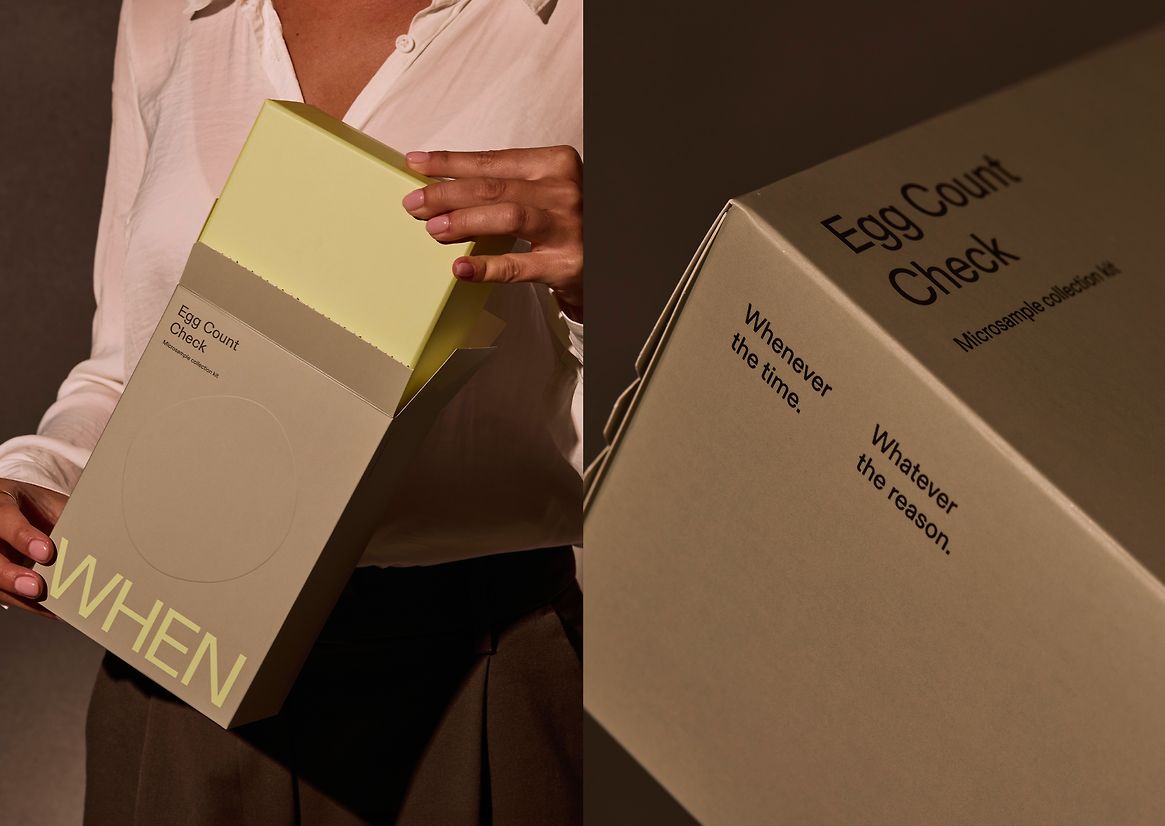 Egg Count
Check
Microsample collection kit
WHEN
Egg Count
Check
Microsample collection kit
Whenever
the time.
Whatever
the reason.